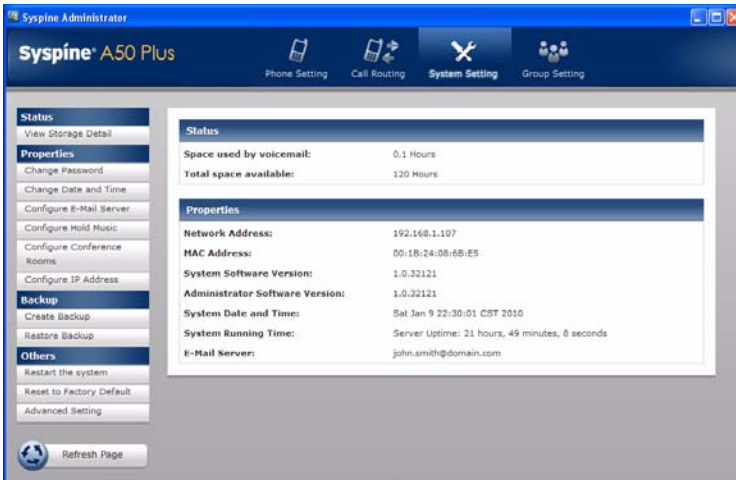 Syspine Administrator
Syspine® A50 Plus
Phone Setting
Call Routing
System Setting
Group Setting
Status
View Storage Detail
Properties
Change Password
Change Date and Time
Configure E-Mail Server
Configure Hold Music
Configure Conference
Rooms
Configure IP Address
Backup
Create Backup
Restore Backup
Others
Restart the system
Reset to Factory Default
Advanced Setting
Refresh Page
Status
Space used by voicemail: 0.1 Hours
Total space available: 120 Hours
Properties
Network Address: 192.168.1.107
MAC Address: 00:1B:24:08:6B:E5
System Software Version: 1.0.32121
Administrator Software Version: 1.0.32121
System Date and Time: Sat Jan 9 22:30:01 CST 2010
System Running Time: Server Uptime: 21 hours, 49 minutes, 8 seconds
E-Mail Server: john.smith@domain.com